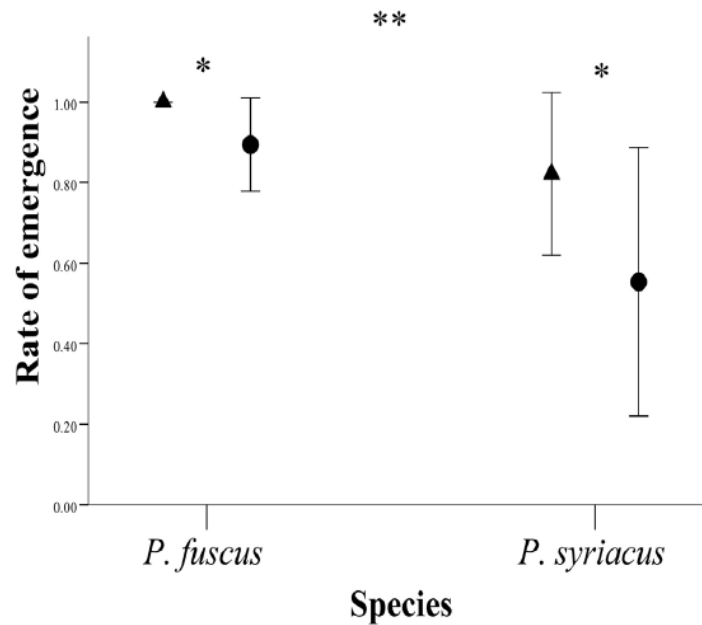 **
*
*
Rate of emergence
1.00
0.80
0.60
0.40
0.20
0.00
P. fuscus
P. syriacus
Species